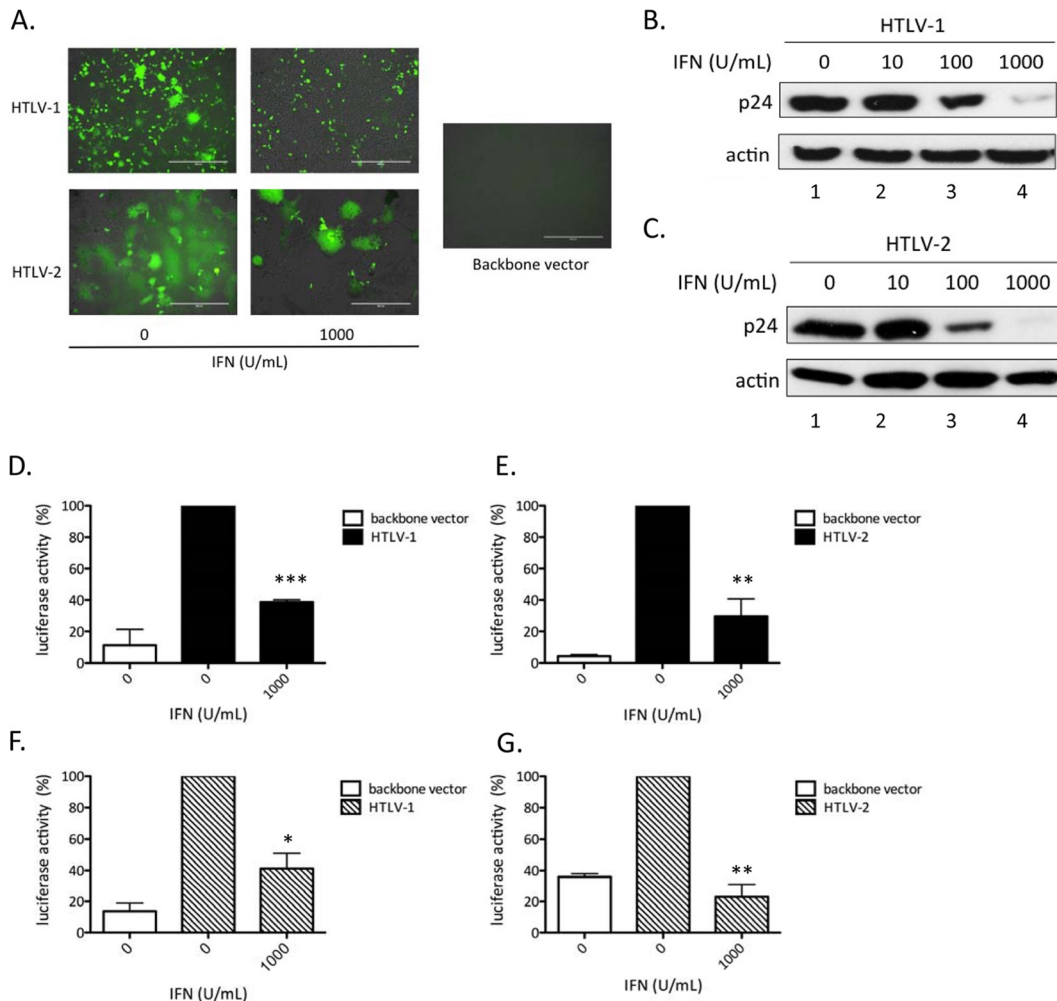 A.
HTLV-1
HTLV-2
0 1000
IFN (U/mL)
Backbone vector
B.
HTLV-1
IFN (U/mL) 0 10 100 1000
p24
actin
1 2 3 4
C.
HTLV-2
IFN (U/mL) 0 10 100 1000
p24
actin
1 2 3 4
D.
luciferase activity (%)
100
80
60
40
20
0
***
0 0 1000
IFN (U/mL)
backbone vector
HTLV-1
E.
luciferase activity (%)
100
80
60
40
20
0
**
0 0 1000
IFN (U/mL)
backbone vector
HTLV-2
F.
luciferase activity (%)
100
80
60
40
20
0
*
0 0 1000
IFN (U/mL)
backbone vector
HTLV-1
G.
luciferase activity (%)
100
80
60
40
20
0
**
0 0 1000
IFN (U/mL)
backbone vector
HTLV-2